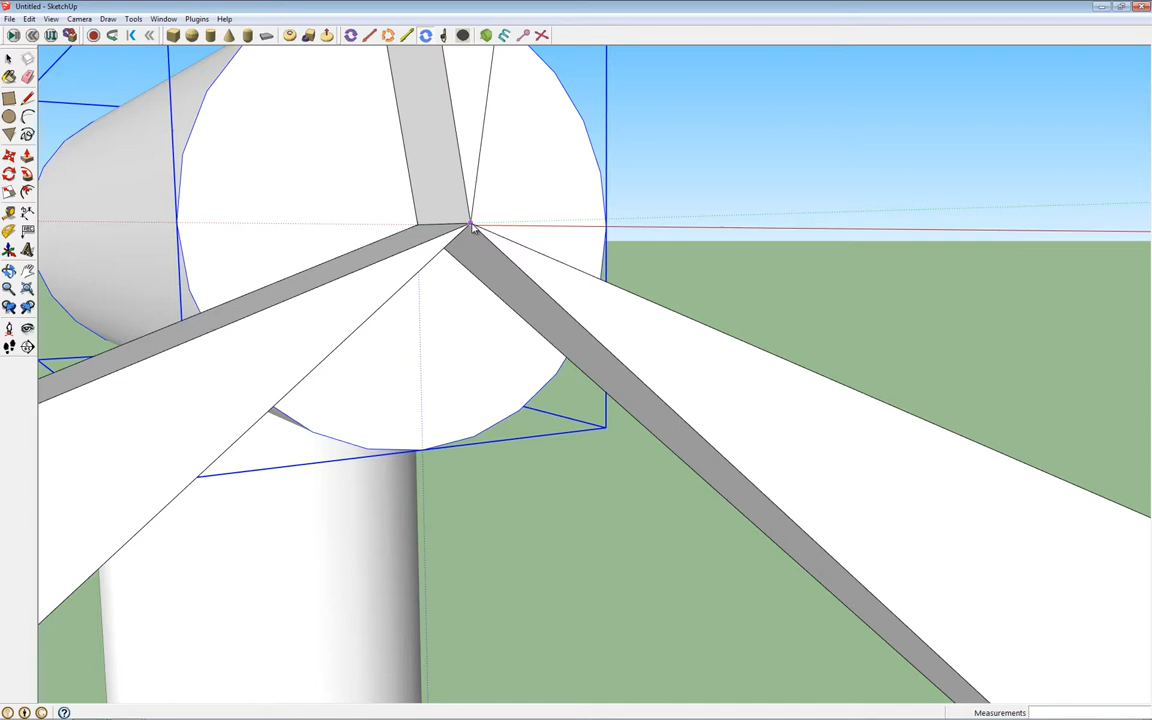 Untitled - SketchUp
File Edit View Camera Draw Tools Window Plugins Help
Measurements